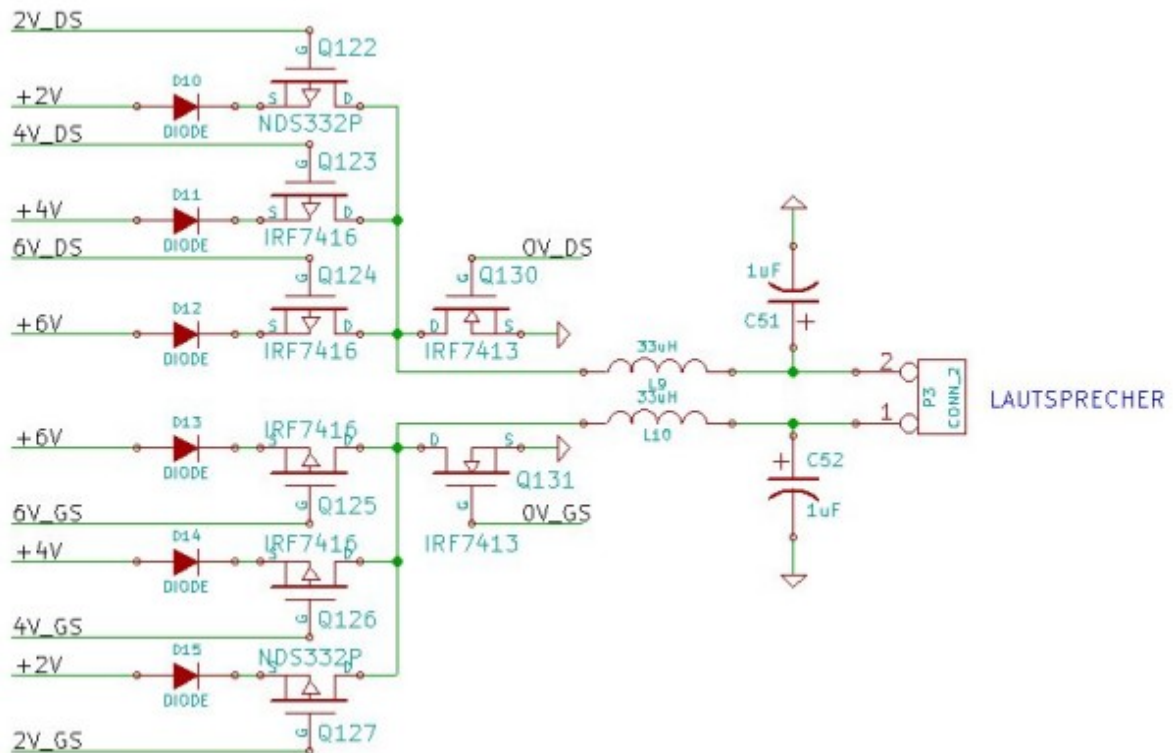 2V_DS
G
Q122
D10
+2V
S
D
DIODE
NDS332P
4V_DS
G
Q123
D11
+4V
S
D
DIODE
IRF7416
6V_DS
0V_DS
G
Q124
G
Q130
D12
+6V
S
D
D
S
DIODE
IRF7416
IRF7413
1uF
C51
+
33uH
L9
2
33uH
L10
1
P3
CONN_2
LAUTSPRECHER
IRF7416
D13
+6V
S
D
D
S
DIODE
Q131
G
Q125
G
6V_GS
0V_GS
IRF7413
+
C52
1uF
IRF7416
D14
+4V
S
D
DIODE
G
Q126
4V_GS
NDS332P
D15
+2V
S
D
DIODE
G
Q127
2V_GS